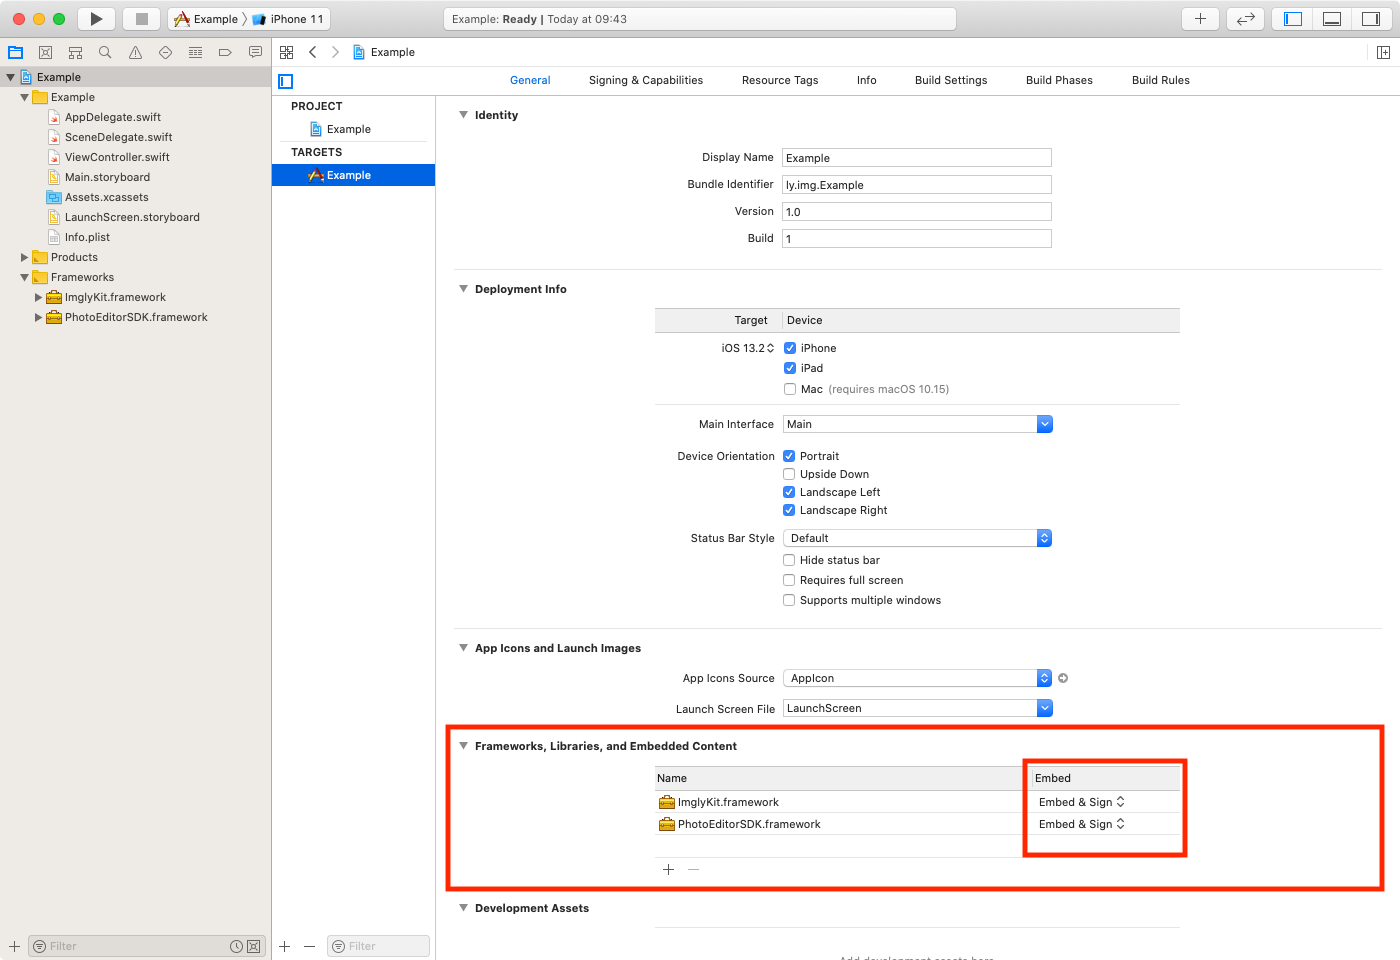 Example 〉 iPhone 11
Example: Ready | Today at 09:43
Example
General Signing & Capabilities Resource Tags Info Build Settings Build Phases Build Rules
Example
Example
AppDelegate.swift
SceneDelegate.swift
ViewController.swift
Main.storyboard
Assets.xcassets
LaunchScreen.storyboard
Info.plist
Products
Frameworks
ImglyKit.framework
PhotoEditorSDK.framework
Filter
PROJECT
Example
TARGETS
Example
Filter
Identity
Display Name Example
Bundle Identifier ly.img.Example
Version 1.0
Build 1
Deployment Info
Target Device
iOS 13.2 iPhone
iPad
Mac (requires macOS 10.15)
Main Interface Main
Device Orientation Portrait
Upside Down
Landscape Left
Landscape Right
Status Bar Style Default
Hide status bar
Requires full screen
Supports multiple windows
App Icons and Launch Images
App Icons Source AppIcon
Launch Screen File LaunchScreen
Frameworks, Libraries, and Embedded Content
Name Embed
ImglyKit.framework Embed & Sign
PhotoEditorSDK.framework Embed & Sign
Development Assets
Add development assets here